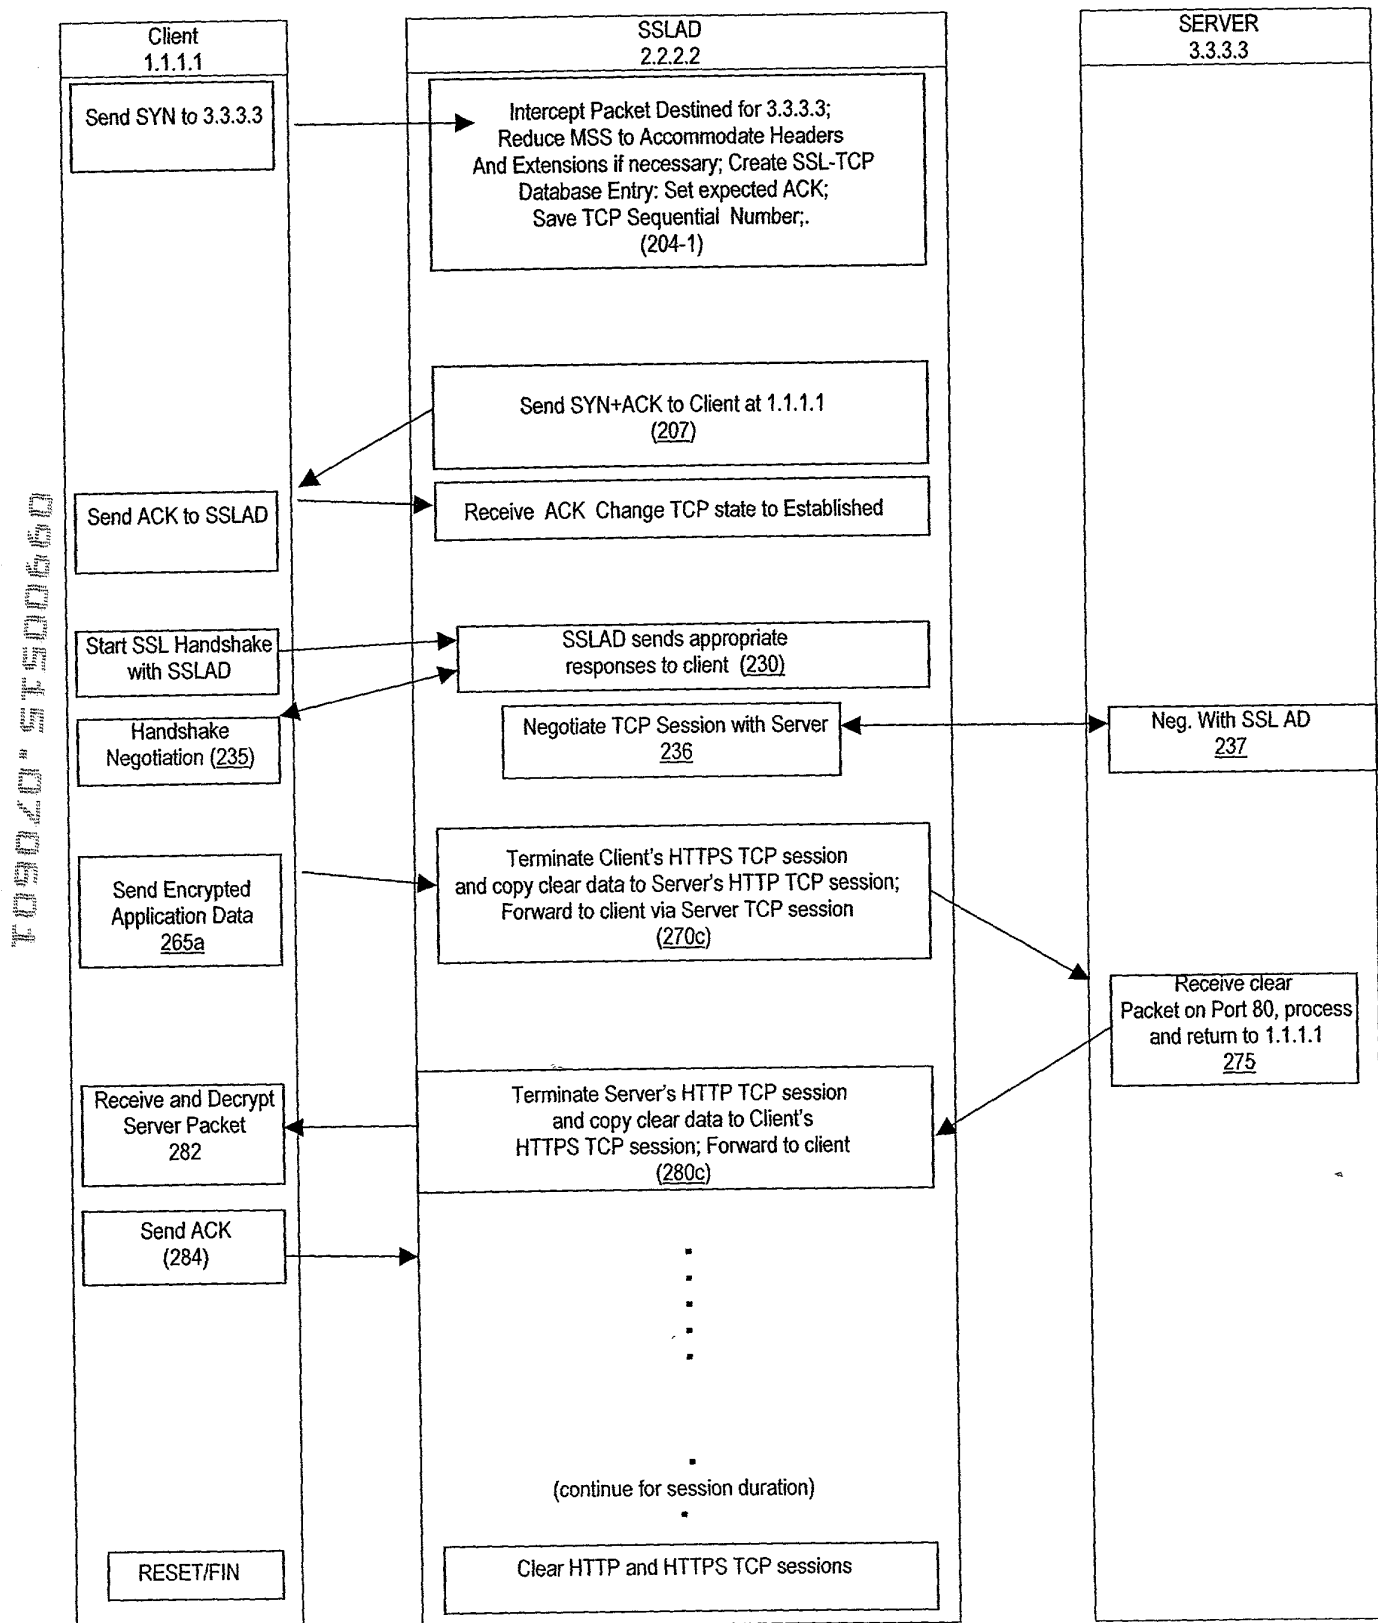 Client
1.1.1.1
SSLAD
2.2.2.2
SERVER
3.3.3.3
Send SYN to 3.3.3.3
Intercept Packet Destined for 3.3.3.3;
Reduce MSS to Accommodate Headers
And Extensions if necessary; Create SSL-TCP
Database Entry: Set expected ACK;
Save TCP Sequential Number;.
(204-1)
Send SYN+ACK to Client at 1.1.1.1
(207)
Send ACK to SSLAD
Receive ACK Change TCP state to Established
Start SSL Handshake
with SSLAD
SSLAD sends appropriate
responses to client (230)
Handshake
Negotiation (235)
Negotiate TCP Session with Server
236
Neg. With SSL AD
237
Send Encrypted
Application Data
265a
Terminate Client's HTTPS TCP session
and copy clear data to Server's HTTP TCP session;
Forward to client via Server TCP session
(270c)
Receive clear
Packet on Port 80, process
and return to 1.1.1.1
275
Receive and Decrypt
Server Packet
282
Terminate Server's HTTP TCP session
and copy clear data to Client's
HTTPS TCP session; Forward to client
(280c)
Send ACK
(284)
(continue for session duration)
RESET/FIN
Clear HTTP and HTTPS TCP sessions
09900515.070601